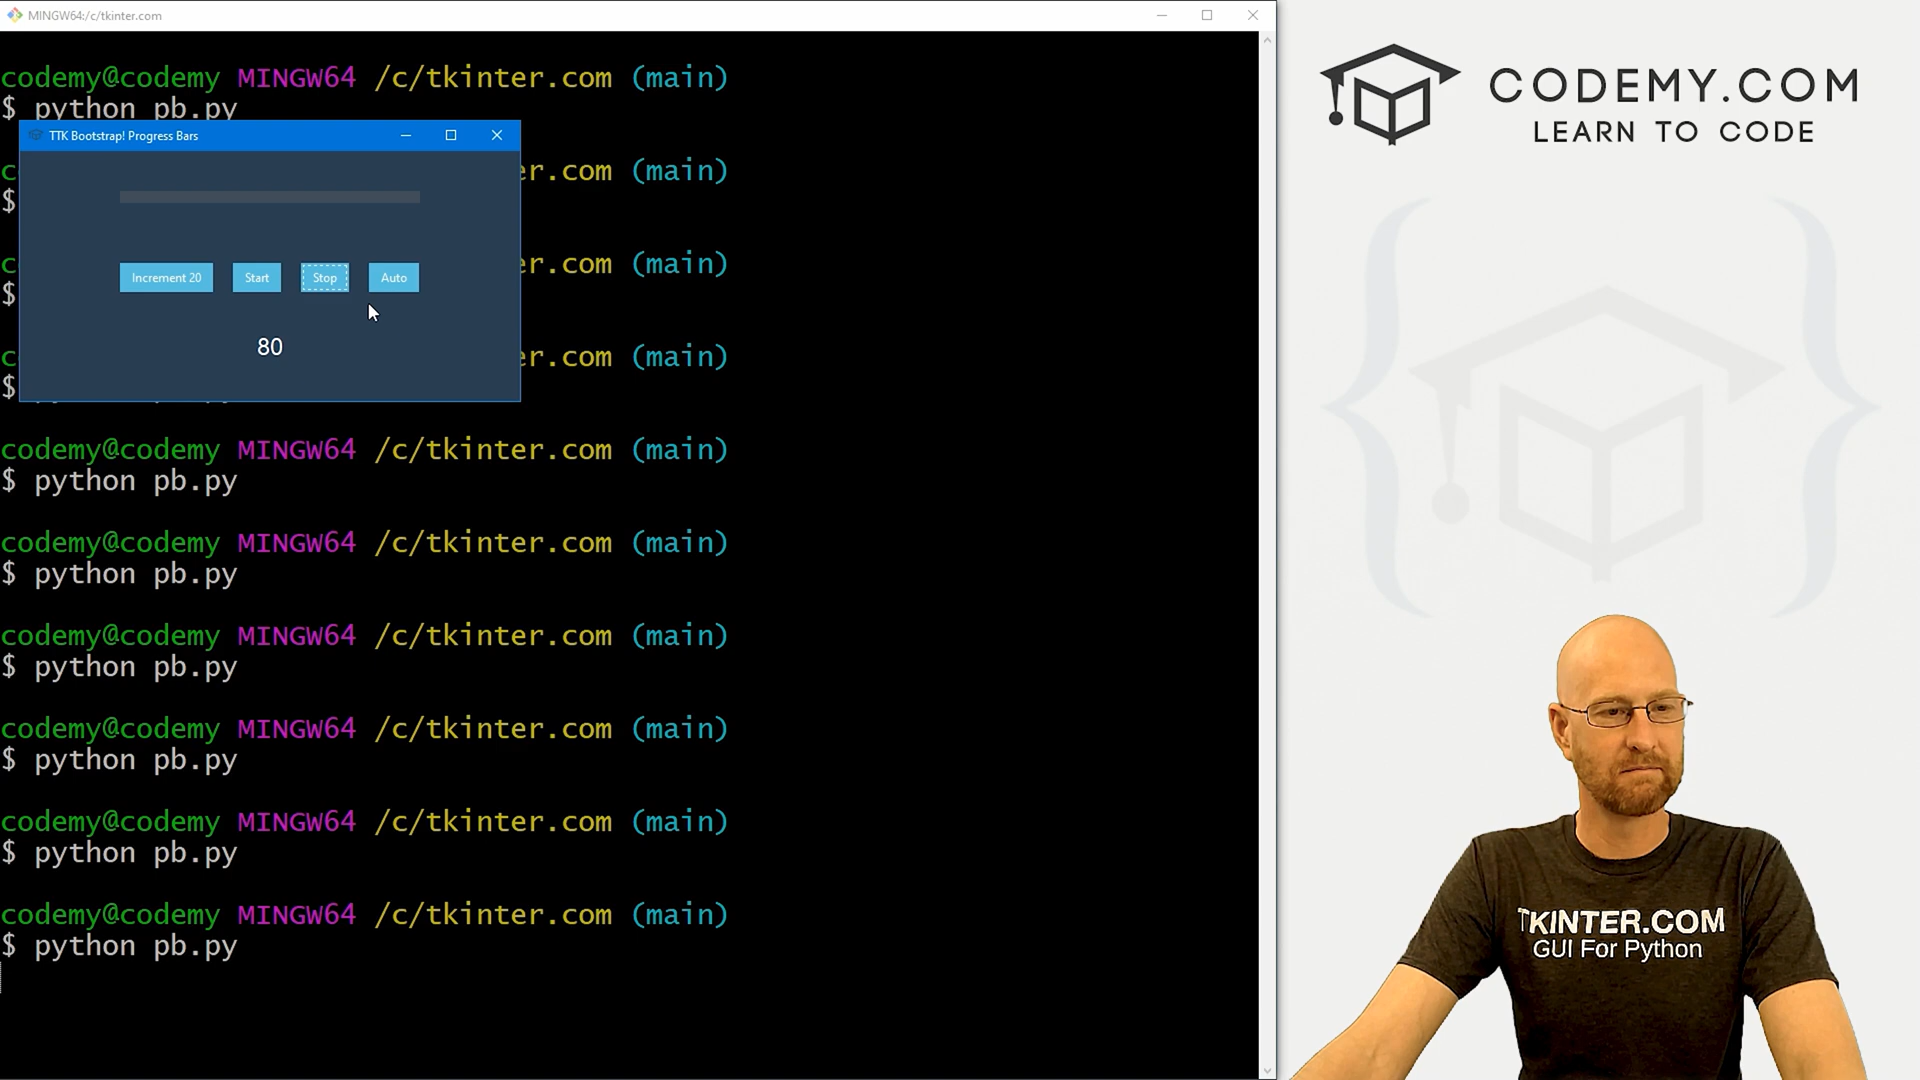 MINGW64:/c/tkinter.com
codemy@codemy MINGW64 /c/tkinter.com (main)
$ python pb.py
TTK Bootstrap! Progress Bars
c er.com (main)
$
c er.com (main)
$
Increment 20 Start Stop Auto
80
c er.com (main)
$
codemy@codemy MINGW64 /c/tkinter.com (main)
$ python pb.py
codemy@codemy MINGW64 /c/tkinter.com (main)
$ python pb.py
codemy@codemy MINGW64 /c/tkinter.com (main)
$ python pb.py
codemy@codemy MINGW64 /c/tkinter.com (main)
$ python pb.py
codemy@codemy MINGW64 /c/tkinter.com (main)
$ python pb.py
codemy@codemy MINGW64 /c/tkinter.com (main)
$ python pb.py
CODEMY.COM
LEARN TO CODE
TKINTER.COM
GUI For Python